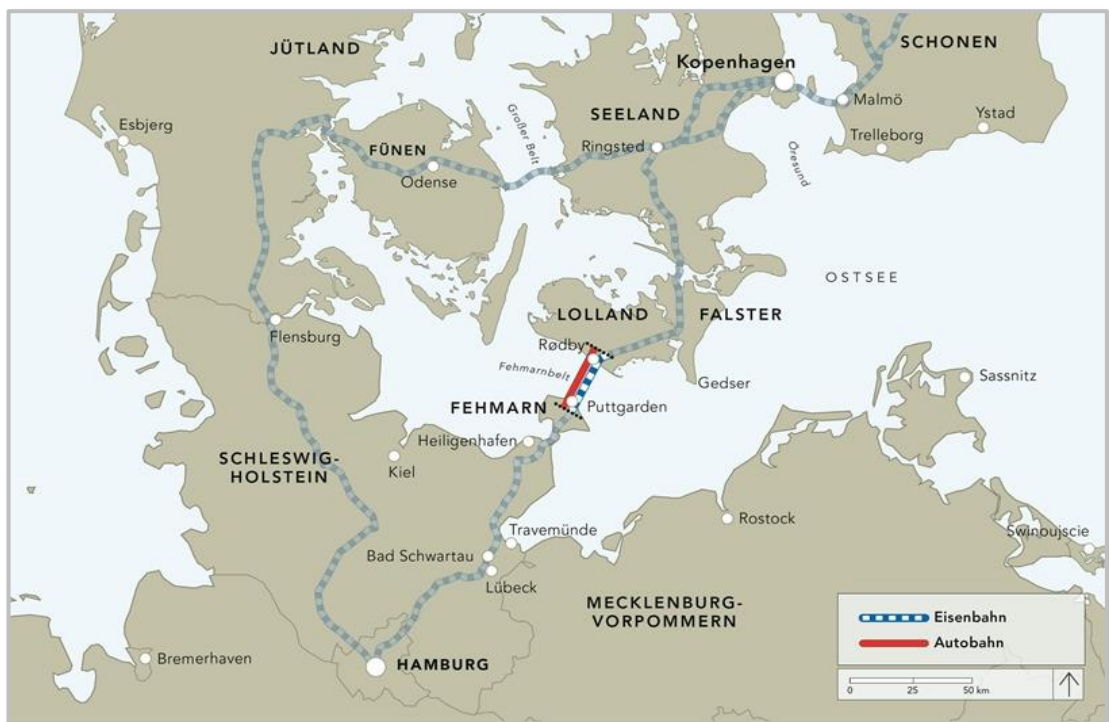 JÜTLAND
SCHONEN
Kopenhagen
Malmö
SEELAND
Ystad
Esbjerg
Großer Belt
Trelleborg
FÜNEN
Ringsted
Odense
Öresund
OSTSEE
LOLLAND
FALSTER
Flensburg
Rødby
Fehmarnbelt
Gedser
Sassnitz
FEHMARN
Puttgarden
Heiligenhafen
SCHLESWIG-
HOLSTEIN
Kiel
Rostock
Travemünde
Swinoujscie
Bad Schwartau
Lübeck
MECKLENBURG-
VORPOMMERN
Eisenbahn
Autobahn
Bremerhaven
HAMBURG
0 25 50 km